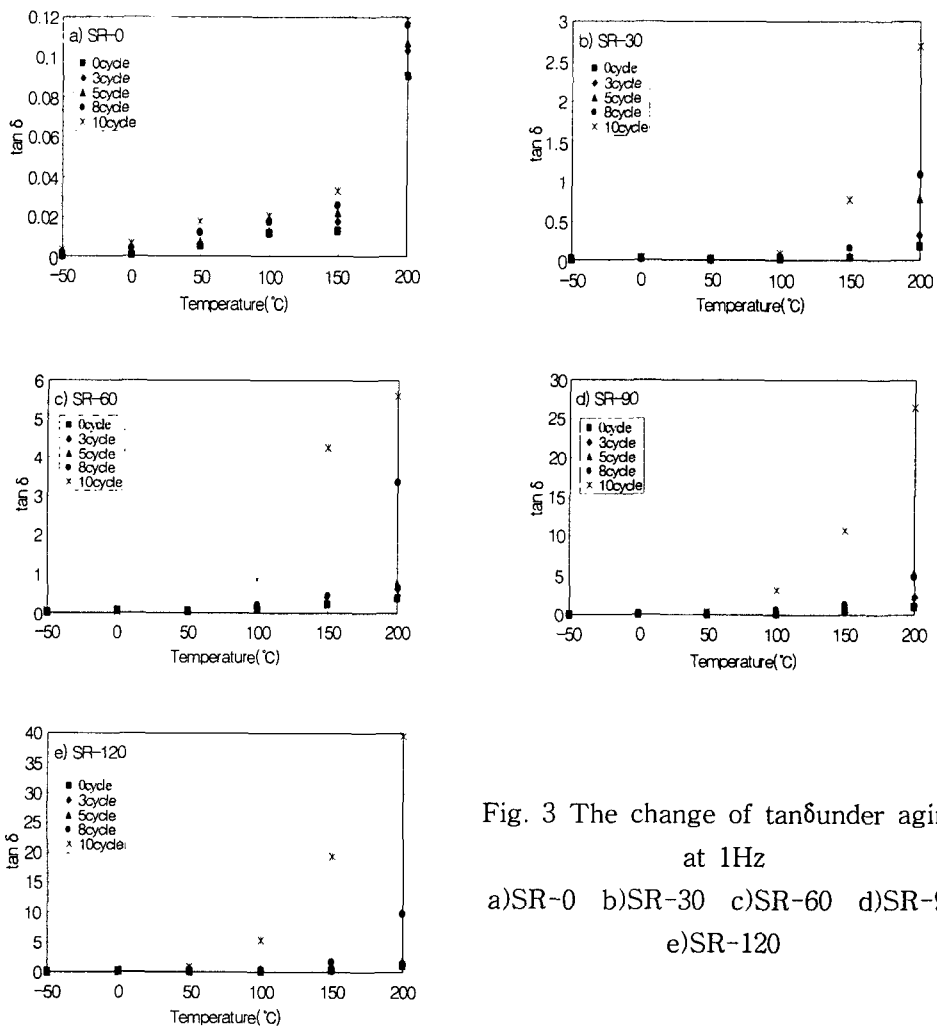 0.12
0.1
0.08
0.06
0.04
0.02
0
tan δ
a) SR-0
0cycle
3cycle
5cycle
8cycle
10cycle
-50 0 50 100 150 200
Temperature(℃)
3
2.5
2
1.5
1
0.5
0
tan δ
b) SR-30
0cycle
3cycle
5cycle
8cycle
10cycle
-50 0 50 100 150 200
Temperature(℃)
6
5
4
3
2
1
0
tan δ
c) SR-60
0cycle
3cycle
5cycle
8cycle
10cycle
-50 0 50 100 150 200
Temperature(℃)
30
25
20
15
10
5
0
tan δ
d) SR-90
0cycle
3cycle
5cycle
8cycle
10cycle
-50 0 50 100 150 200
Temperature(℃)
40
35
30
25
20
15
10
5
0
tan δ
e) SR-120
0cycle
3cycle
5cycle
8cycle
10cycle
-50 0 50 100 150 200
Temperature(℃)
Fig. 3 The change of tanδunder agin
at 1Hz
a)SR-0 b)SR-30 c)SR-60 d)SR-9
e)SR-120